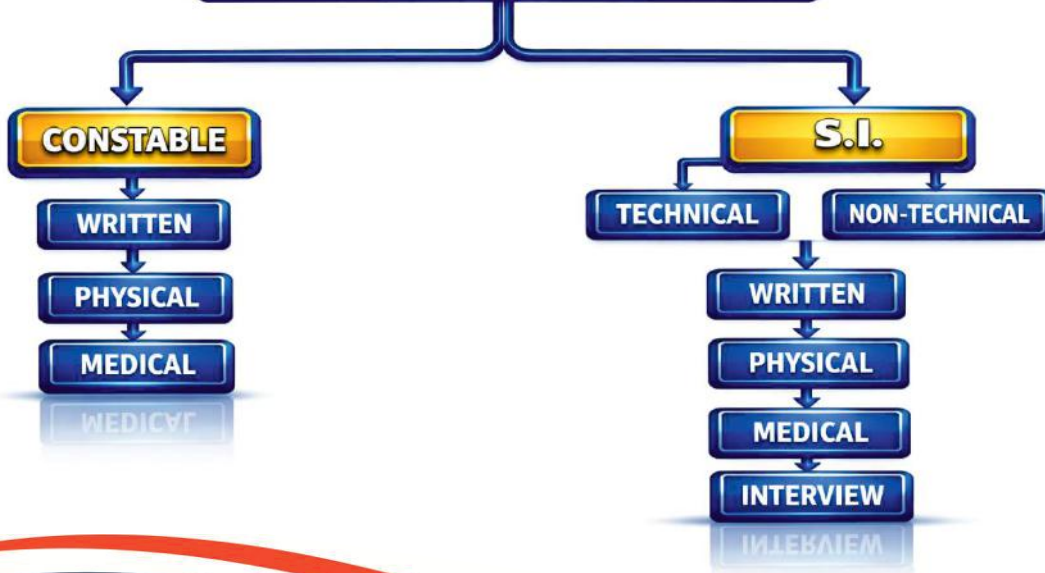 CONSTABLE
S.I.
WRITTEN
TECHNICAL
NON-TECHNICAL
PHYSICAL
WRITTEN
MEDICAL
PHYSICAL
MEDICAL
INTERVIEW